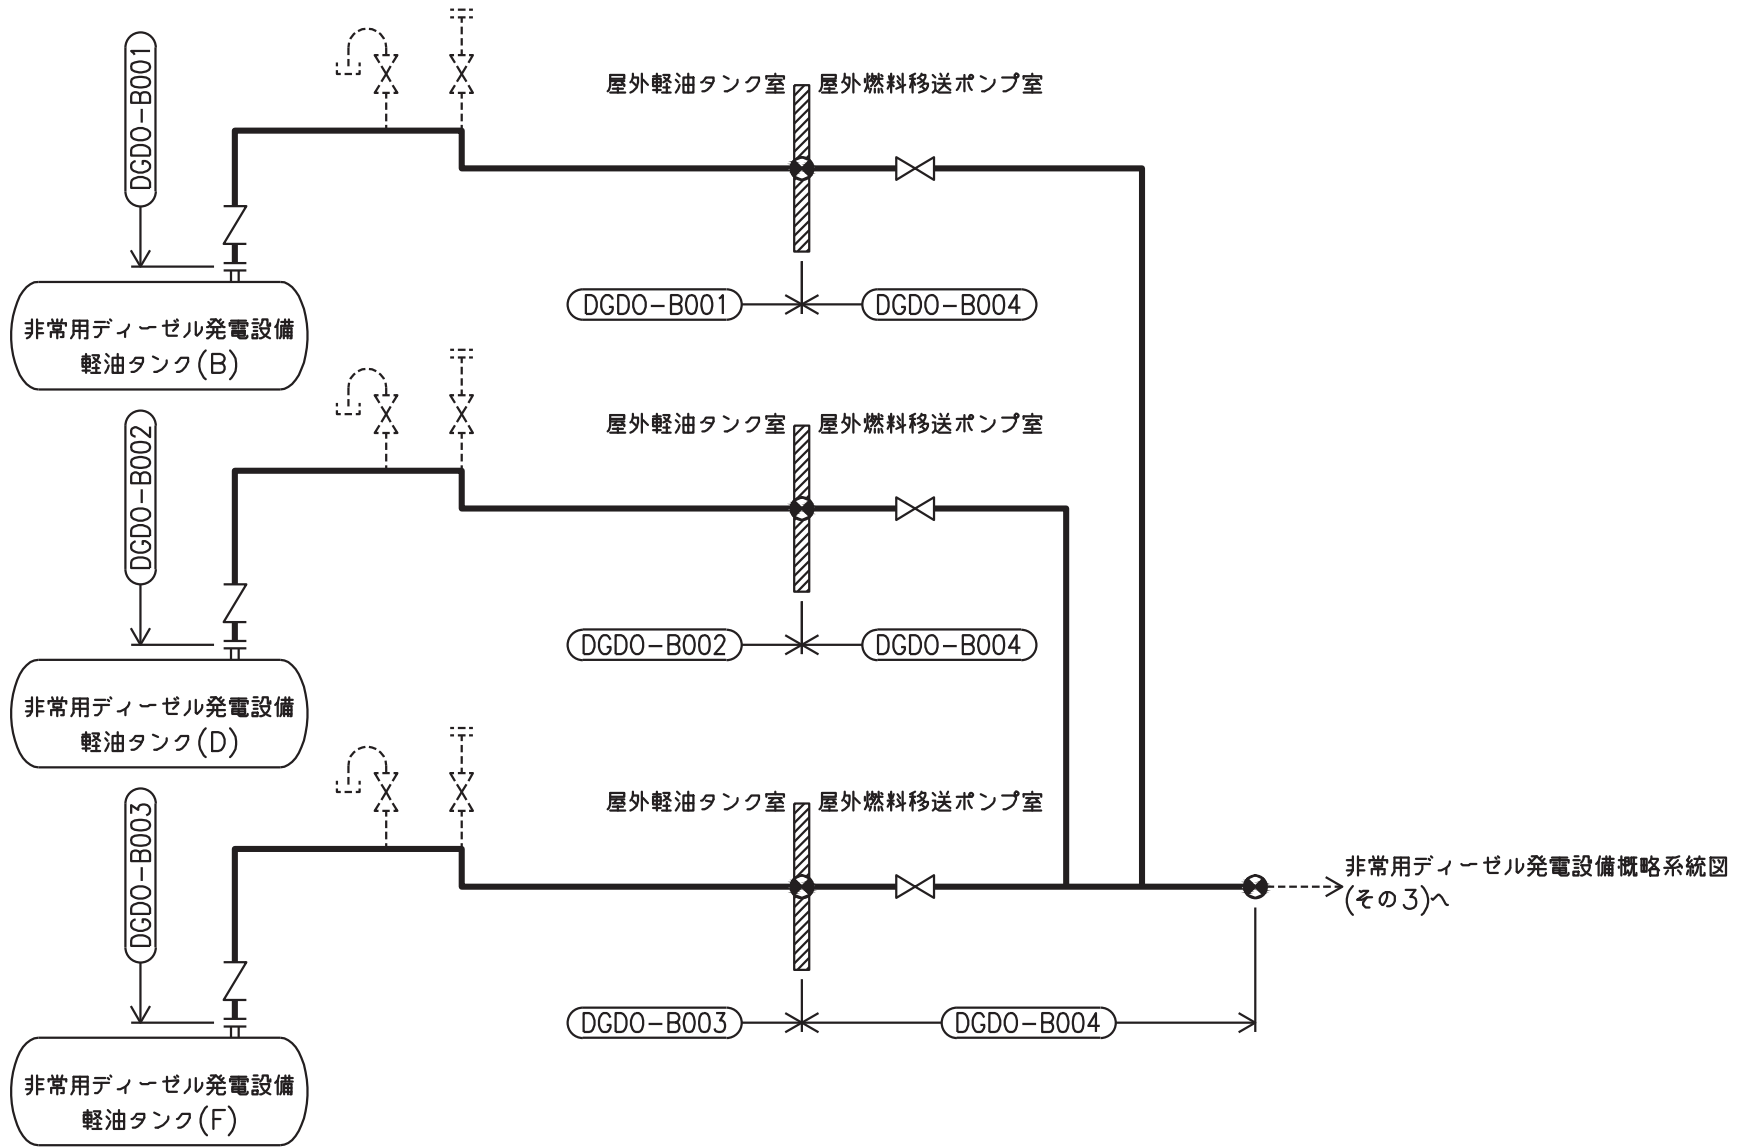 DGDO-B001
屋外軽油タンク室 屋外燃料移送ポンプ室
DGDO-B001 DGDO-B004
非常用ディーゼル発電設備
軽油タンク(B)
DGDO-B002
屋外軽油タンク室 屋外燃料移送ポンプ室
DGDO-B002 DGDO-B004
非常用ディーゼル発電設備
軽油タンク(D)
DGDO-B003
屋外軽油タンク室 屋外燃料移送ポンプ室
非常用ディーゼル発電設備概略系統図
(その3)へ
DGDO-B003 DGDO-B004
非常用ディーゼル発電設備
軽油タンク(F)